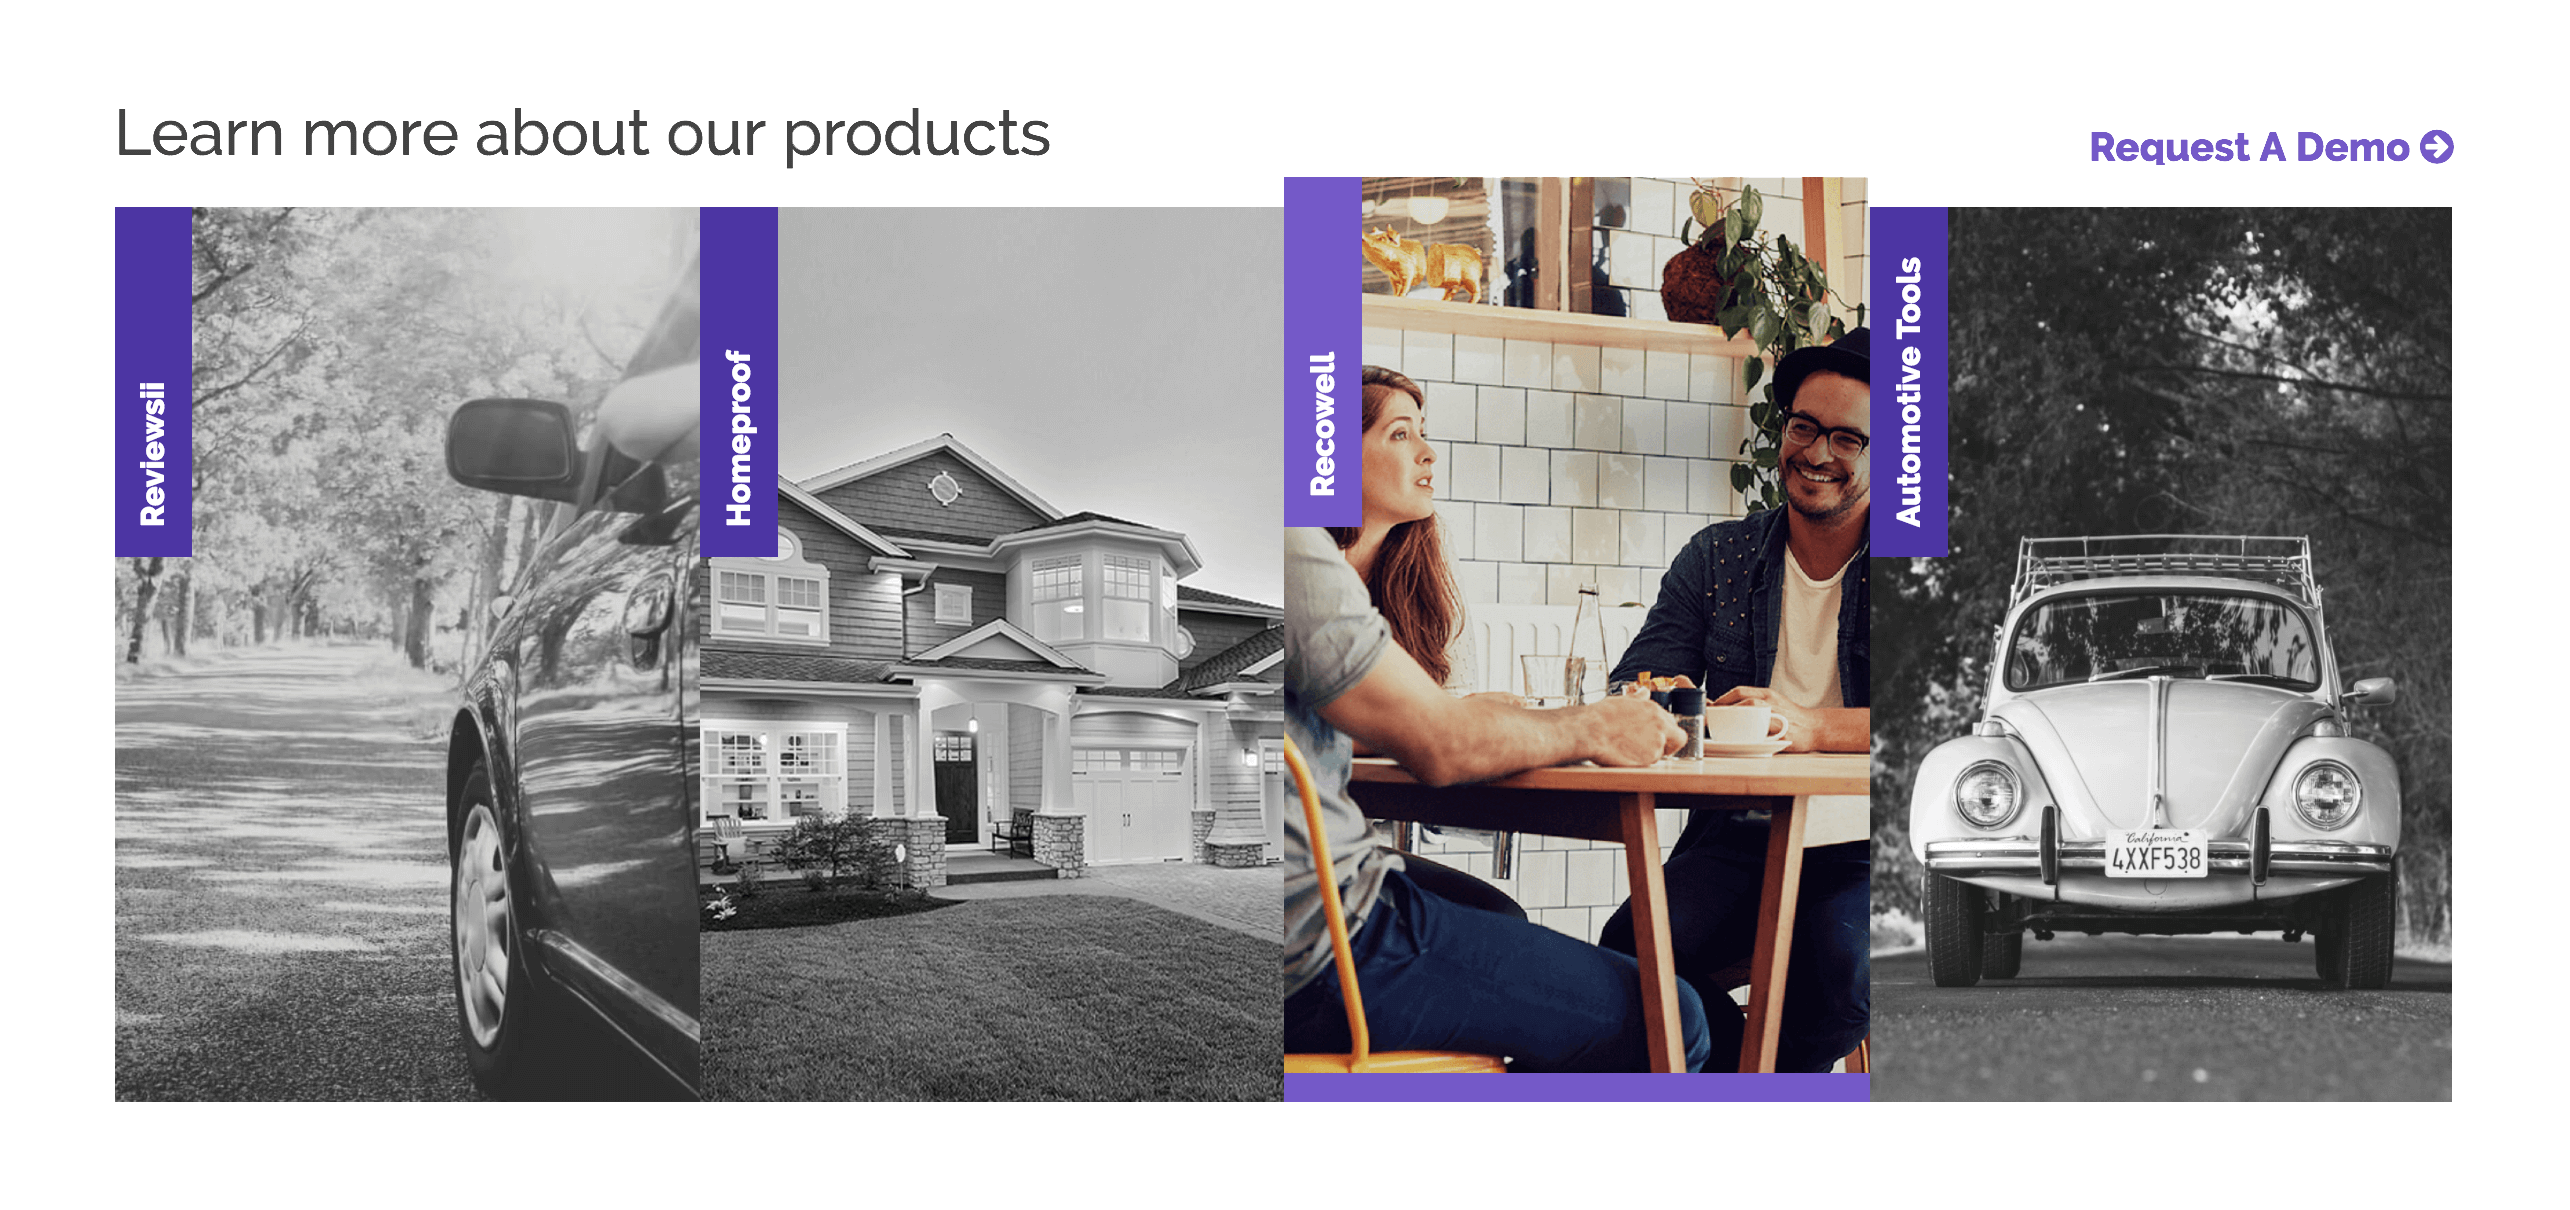 Learn more about our products
Request A Demo
Reviewsii
Homeproof
Recowell
Automotive Tools
California
4XXF538